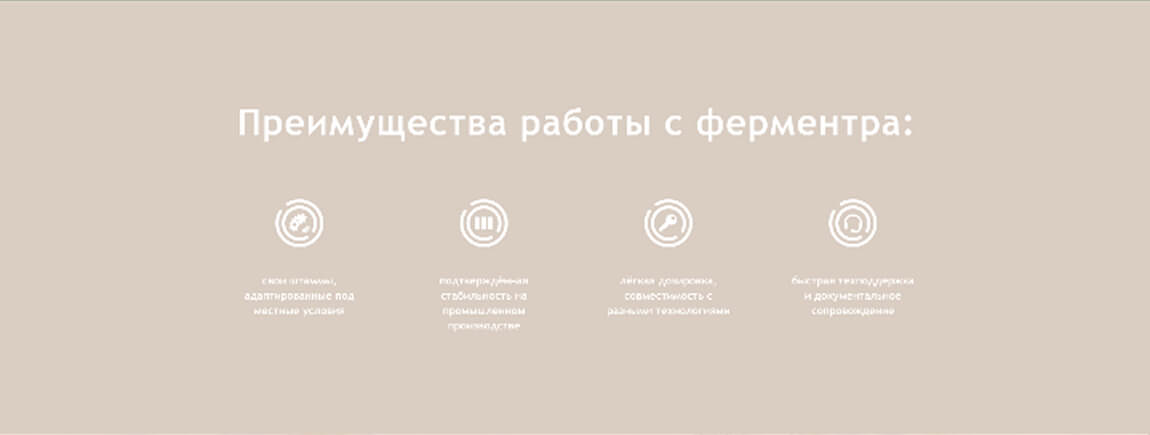 Преимущества работы с ферментра:
свои штаммы,
адаптированные под
местные условия
подтверждённая
стабильность на
промышленном
производстве
лёгкая дозировка,
совместимость с
разными технологиями
быстрая техподдержка
и документальное
сопровождение